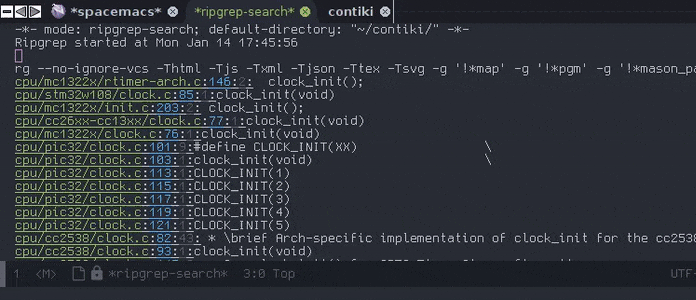 *spacemacs* *ripgrep-search* contiki
-*- mode: ripgrep-search; default-directory: "~/contiki/" -*-
Ripgrep started at Mon Jan 14 17:45:56
rg --no-ignore-vcs -Thtml -Tjs -Txml -Tjson -Ttex -Tsvg -g '!*map' -g '!*pgm' -g '!*mason_pa
cpu/mc1322x/rtimer-arch.c:146:2:  clock_init();
cpu/stm32w108/clock.c:85:1:clock_init(void)
cpu/mc1322x/init.c:203:2: clock_init();
cpu/cc26xx-cc13xx/clock.c:77:1:clock_init(void)
cpu/mc1322x/clock.c:76:1:clock_init(void)
cpu/pic32/clock.c:101:9:#define CLOCK_INIT(XX) \
cpu/pic32/clock.c:103:1:clock_init(void) \
cpu/pic32/clock.c:113:1:CLOCK_INIT(1)
cpu/pic32/clock.c:115:1:CLOCK_INIT(2)
cpu/pic32/clock.c:117:1:CLOCK_INIT(3)
cpu/pic32/clock.c:119:1:CLOCK_INIT(4)
cpu/pic32/clock.c:121:1:CLOCK_INIT(5)
cpu/cc2538/clock.c:82:43: * \brief Arch-specific implementation of clock_init for the cc2538
cpu/cc2538/clock.c:93:1:clock_init(void)
1 <M> *ripgrep-search* 3:0 Top UTF-